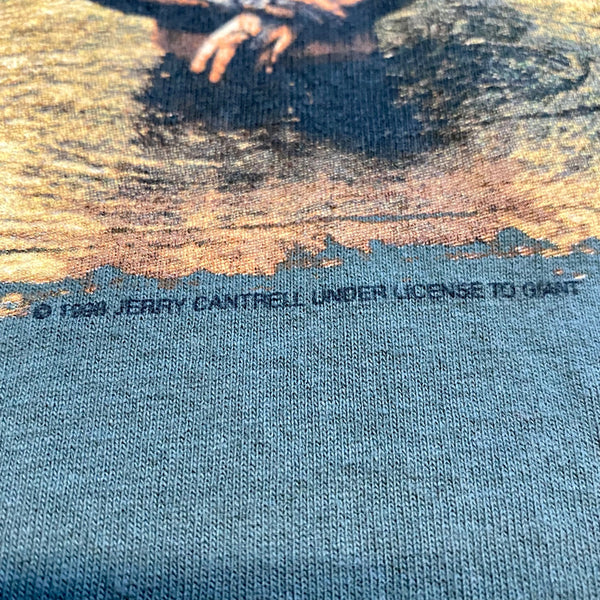 © 1998 JERRY CANTRELL UNDER LICENSE TO GIANT